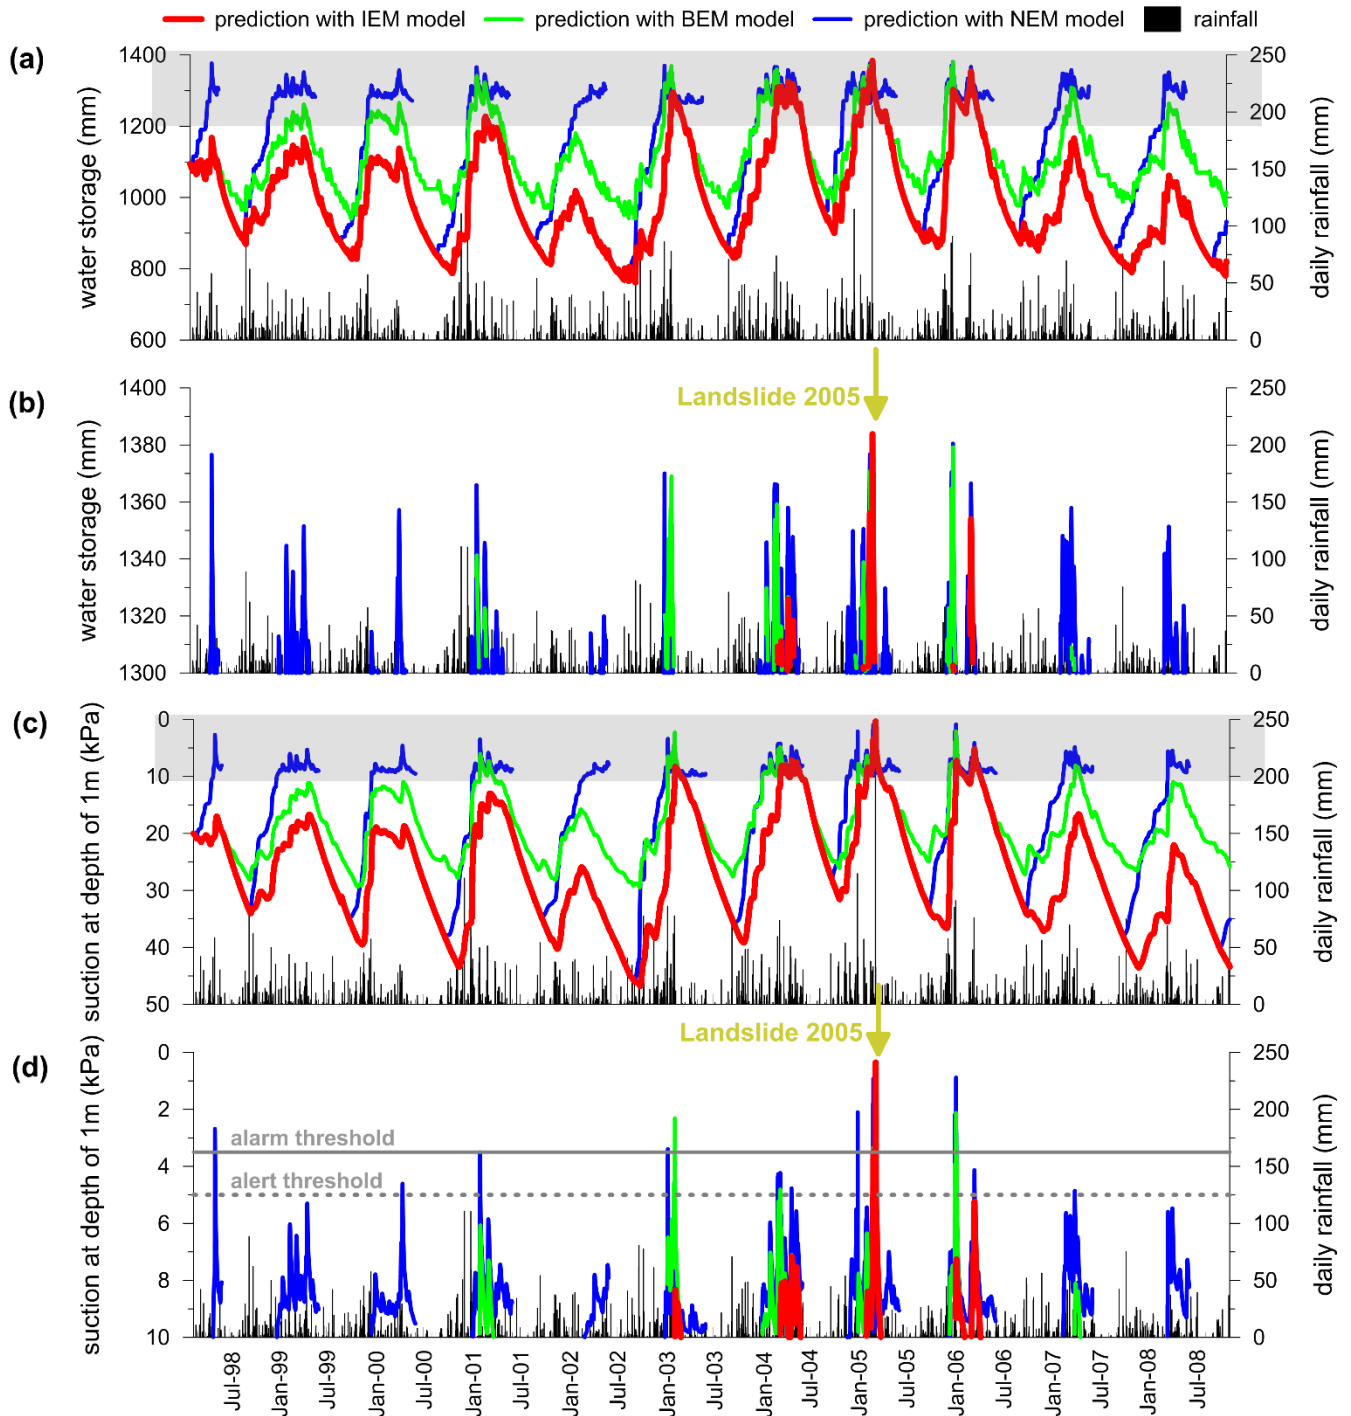 prediction with IEM model prediction with BEM model prediction with NEM model rainfall
(a)
water storage (mm)
1400
1200
1000
800
600
250
200
150
100
50
0
daily rainfall (mm)
(b)
Landslide 2005
water storage (mm)
1400
1380
1360
1340
1320
1300
250
200
150
100
50
0
daily rainfall (mm)
(c)
suction at depth of 1m (kPa)
0
10
20
30
40
50
250
200
150
100
50
0
daily rainfall (mm)
Landslide 2005
(d)
suction at depth of 1m (kPa)
0
2
4
6
8
10
alarm threshold
alert threshold
250
200
150
100
50
0
daily rainfall (mm)
Jul-98
Jan-99
Jul-99
Jan-00
Jul-00
Jan-01
Jul-01
Jan-02
Jul-02
Jan-03
Jul-03
Jan-04
Jul-04
Jan-05
Jul-05
Jan-06
Jul-06
Jan-07
Jul-07
Jan-08
Jul-08